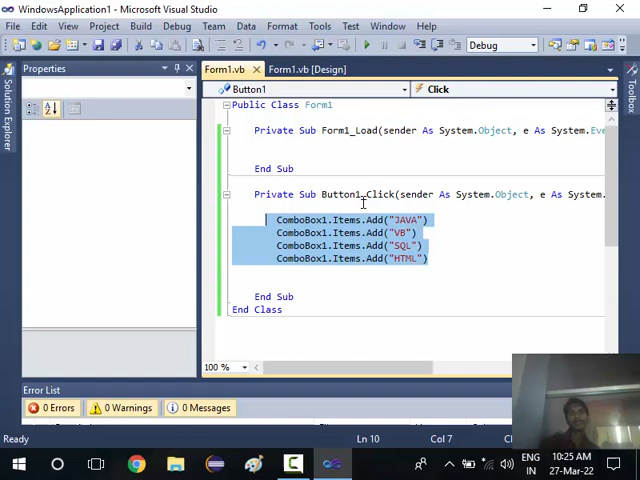 WindowsApplication1 - Microsoft Visual Studio
File Edit View Project Build Debug Team Data Format Tools Test Window Help
Debug
Properties
Form1.vb
Form1.vb [Design]
Solution Explorer
Toolbox
Button1
Click
Public Class Form1
Private Sub Form1_Load(sender As System.Object, e As System.Eve
End Sub
Private Sub Button1_Click(sender As System.Object, e As System.
ComboBox1.Items.Add("JAVA")
ComboBox1.Items.Add("VB")
ComboBox1.Items.Add("SQL")
ComboBox1.Items.Add("HTML")
End Sub
End Class
100 %
Error List
0 Errors
0 Warnings
0 Messages
Ready
Ln 10
Col 7
ENG
IN
10:25 AM
27-Mar-22